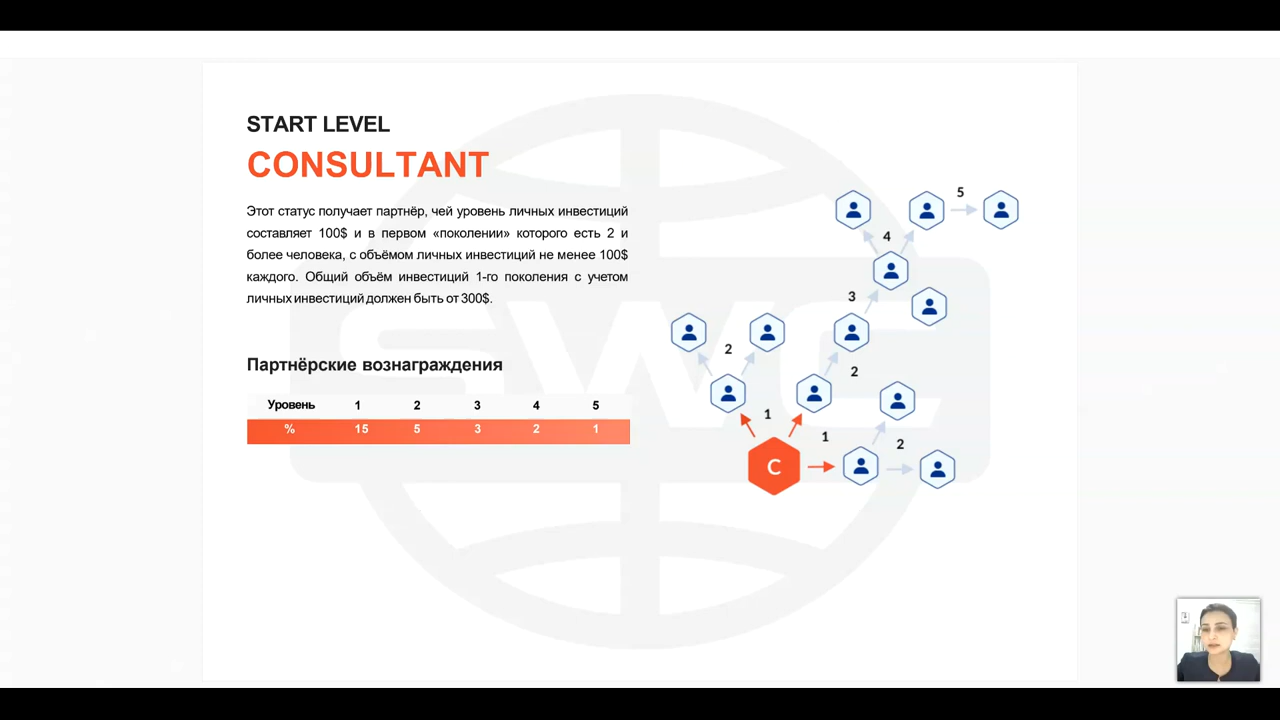 START LEVEL
CONSULTANT
Этот статус получает партнёр, чей уровень личных инвестиций
составляет 100$ и в первом «поколении» которого есть 2 и
более человека, с объёмом личных инвестиций не менее 100$
каждого. Общий объём инвестиций 1-го поколения с учетом
личных инвестиций должен быть от 300$.
Партнёрские вознаграждения
Уровень 1 2 3 4 5
% 15 5 3 2 1
5
4
3
2
2
1
1
2
C
SWC